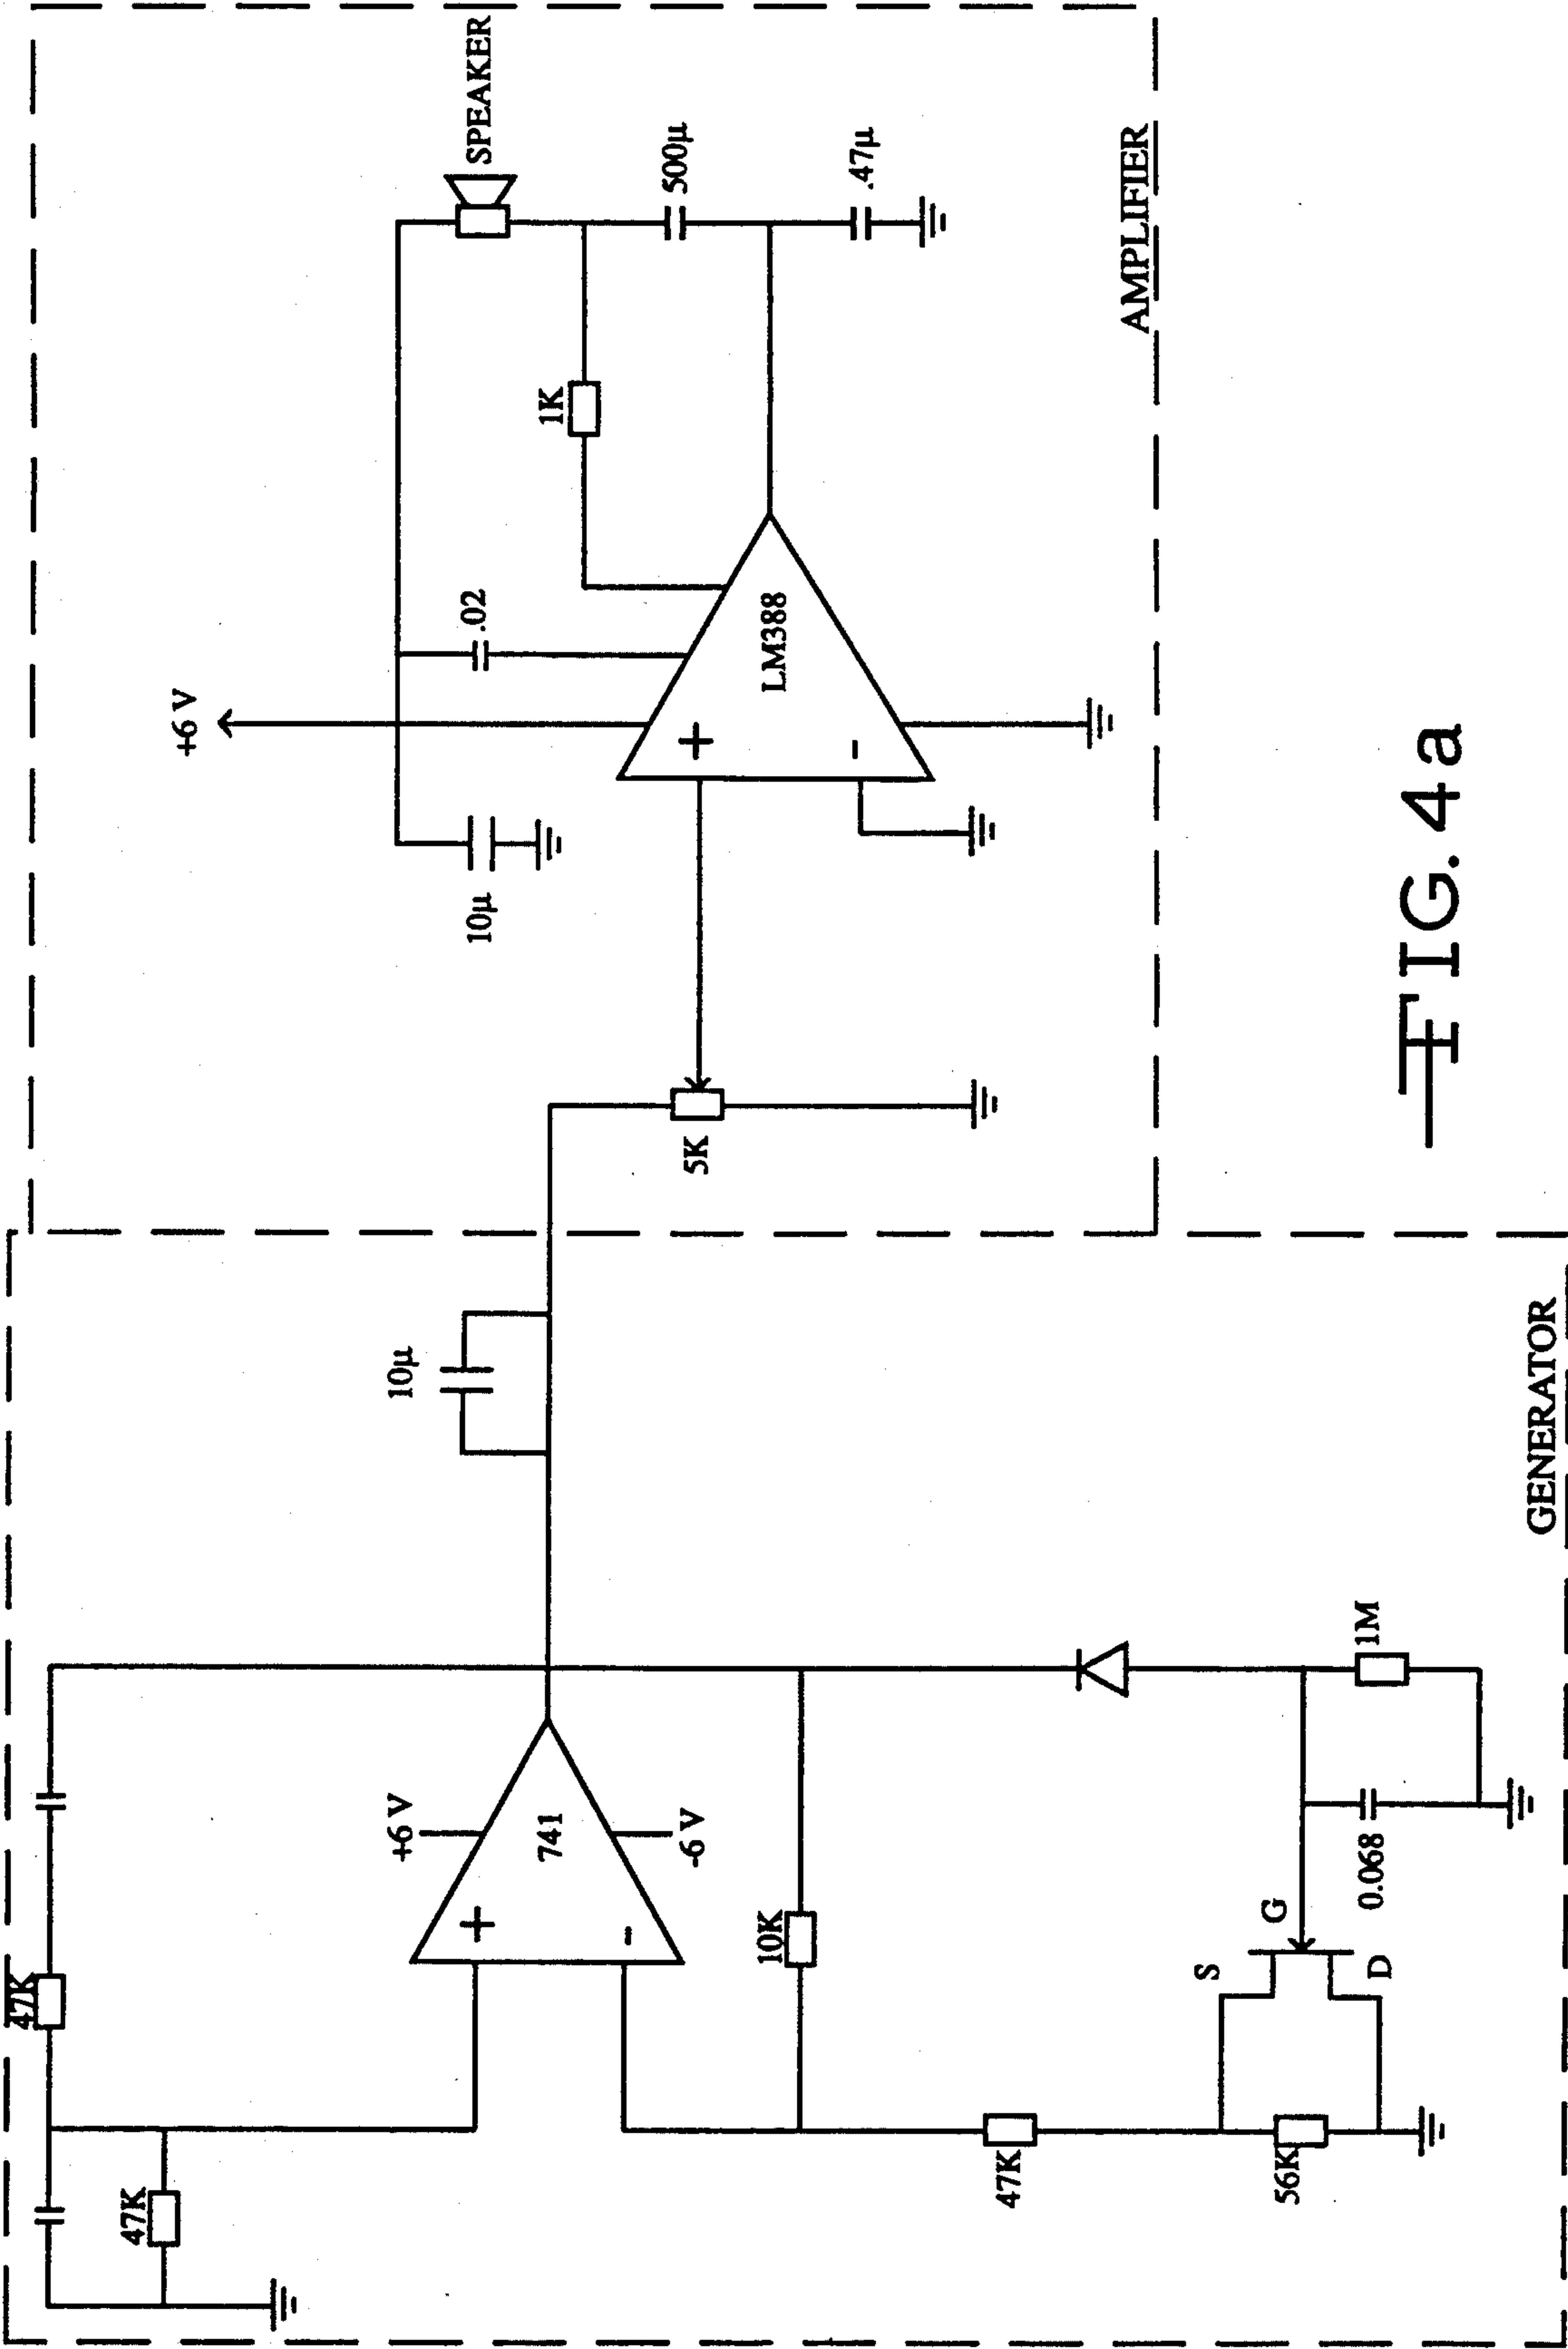 47K
47K
+6 V
+
741
-
-6 V
10K
47K
56K
S
G
D
0.068
1M
10µ
GENERATOR
5K
10µ
+6 V
.02
+
-
LM388
1K
SPEAKER
500µ
.47µ
AMPLIFIER
FIG. 4a